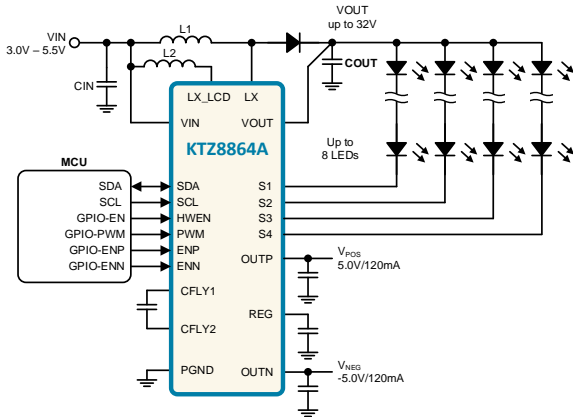 VOUT
up to 32V
VIN
3.0V – 5.5V
L1
L2
CIN
COUT
LX_LCD LX
VIN VOUT
KTZ8864A
Up to
8 LEDs
MCU
SDA SDA S1
SCL SCL S2
GPIO-EN HWEN S3
GPIO-PWM PWM S4
GPIO-ENP ENP
GPIO-ENN ENN
OUTP
VPOS
5.0V/120mA
CFLY1
REG
CFLY2
PGND OUTN
VNEG
-5.0V/120mA